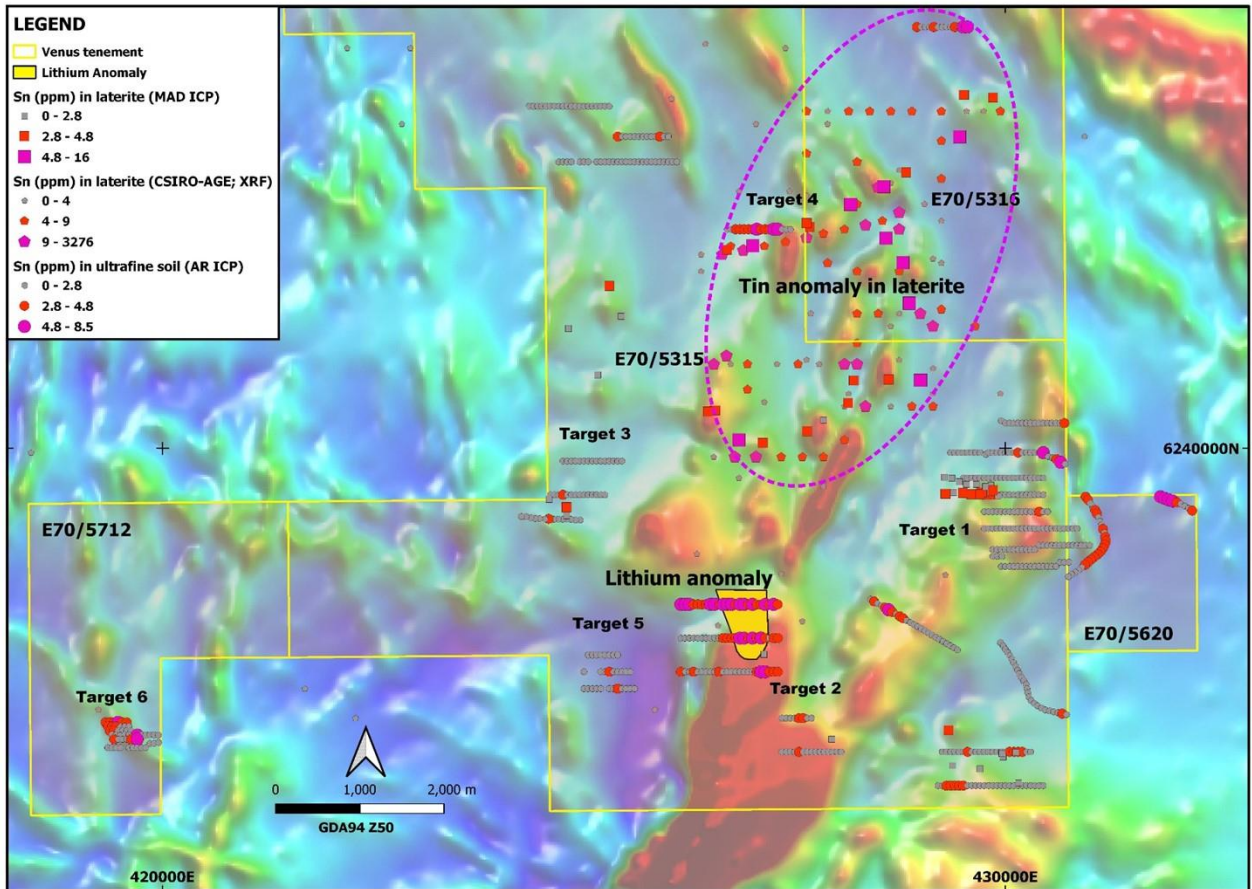 LEGEND
Venus tenement
Lithium Anomaly
Sn (ppm) in laterite (MAD ICP)
0 - 2.8
2.8 - 4.8
4.8 - 16
Sn (ppm) in laterite (CSIRO-AGE; XRF)
0 - 4
4 - 9
9 - 3276
Sn (ppm) in ultrafine soil (AR ICP)
0 - 2.8
2.8 - 4.8
4.8 - 8.5
Target 4
E70/5316
Tin anomaly in laterite
E70/5315
Target 3
6240000N
E70/5712
Target 1
Lithium anomaly
Target 5
E70/5620
Target 2
Target 6
0 1,000 2,000 m
GDA94 Z50
420000E
430000E